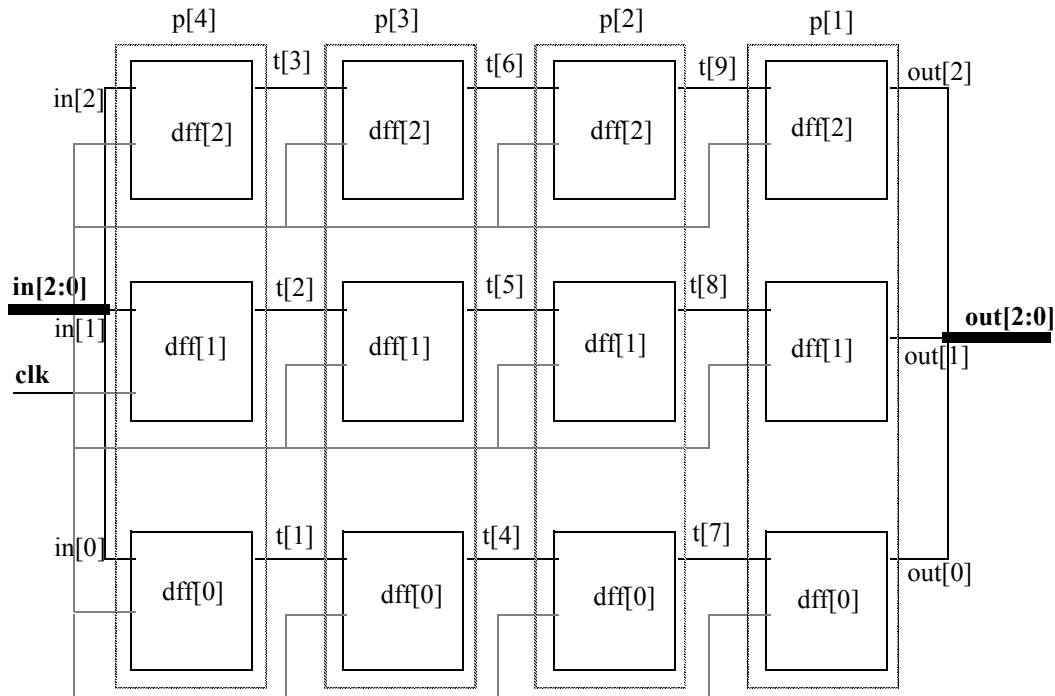 p[4] p[3] p[2] p[1]
t[3] t[6] t[9] out[2]
in[2]
dff[2] dff[2] dff[2] dff[2]
in[2:0] t[2] t[5] t[8]
out[2:0]
in[1]
dff[1] dff[1] dff[1] dff[1]
out[1]
clk
in[0] t[1] t[4] t[7]
out[0]
dff[0] dff[0] dff[0] dff[0]